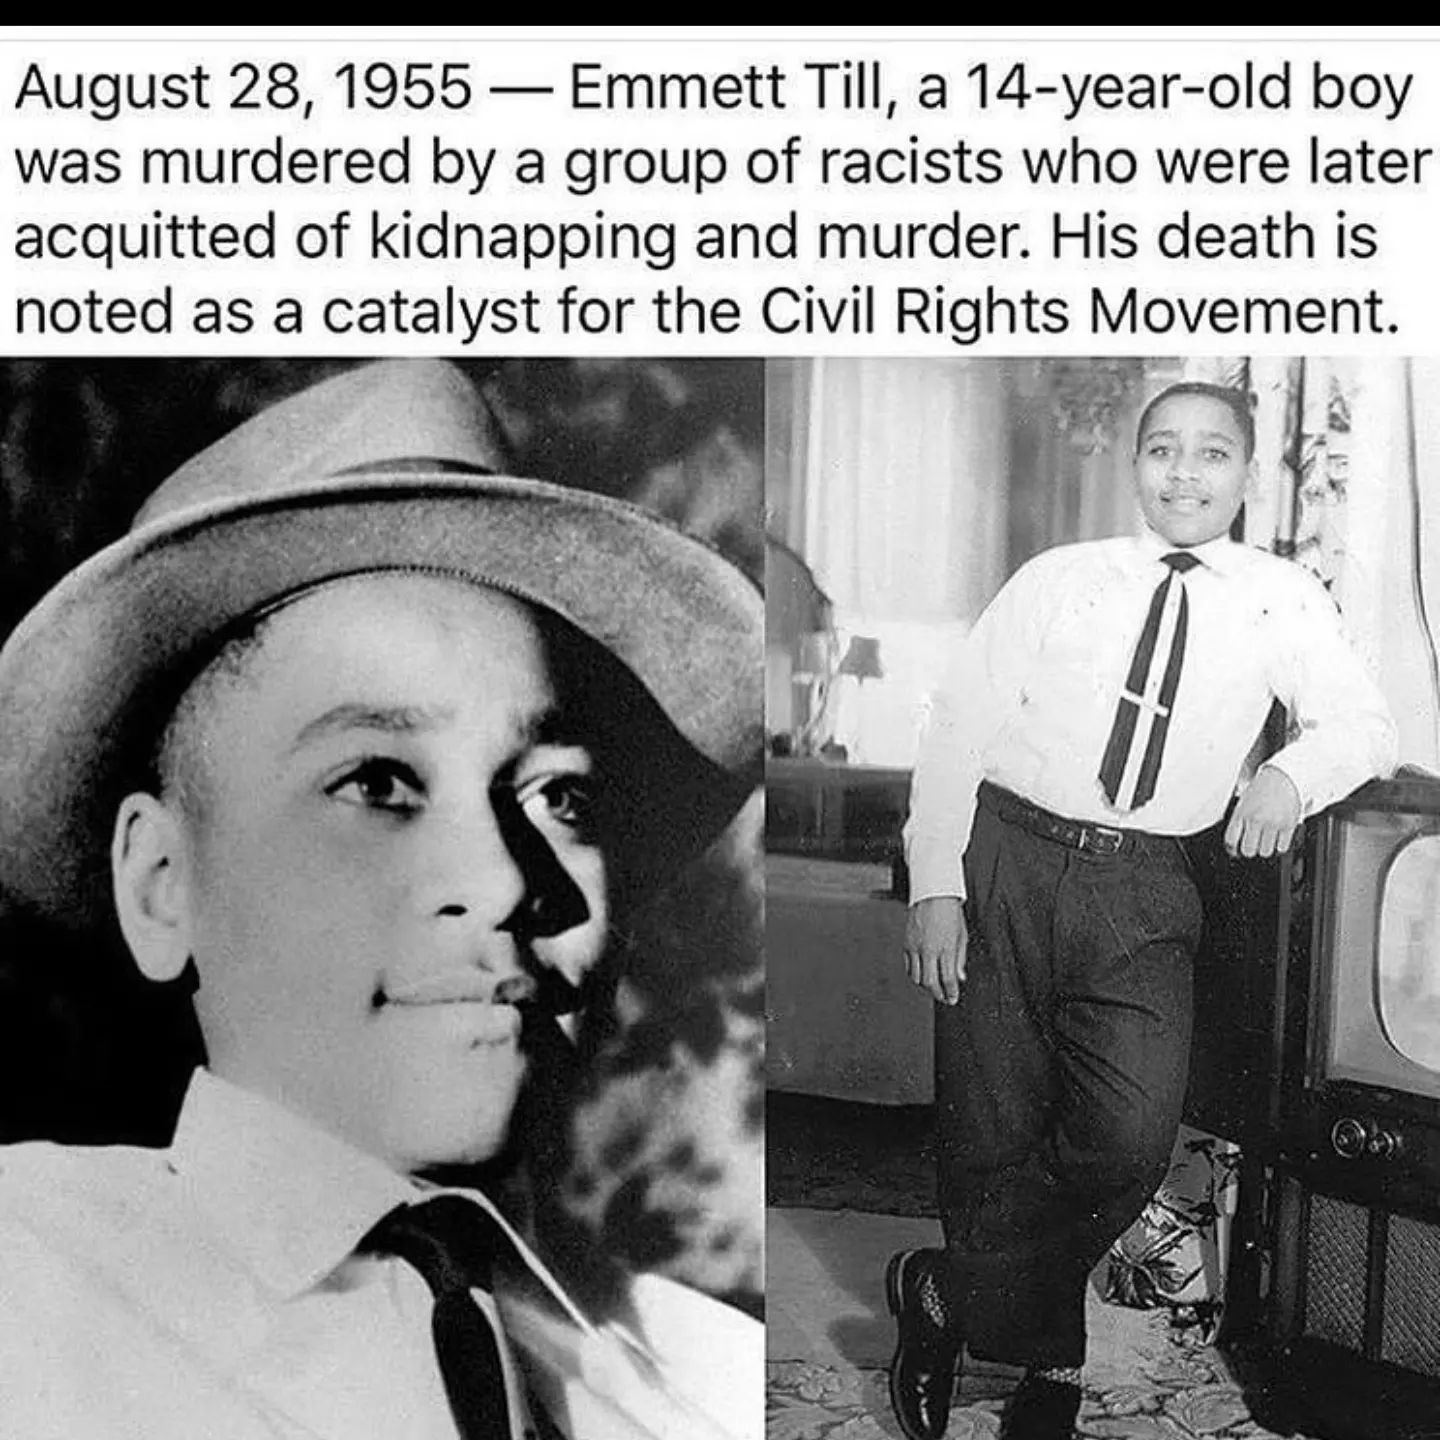 August 28, 1955 — Emmett Till, a 14-year-old boy
was murdered by a group of racists who were later
acquitted of kidnapping and murder. His death is
noted as a catalyst for the Civil Rights Movement.